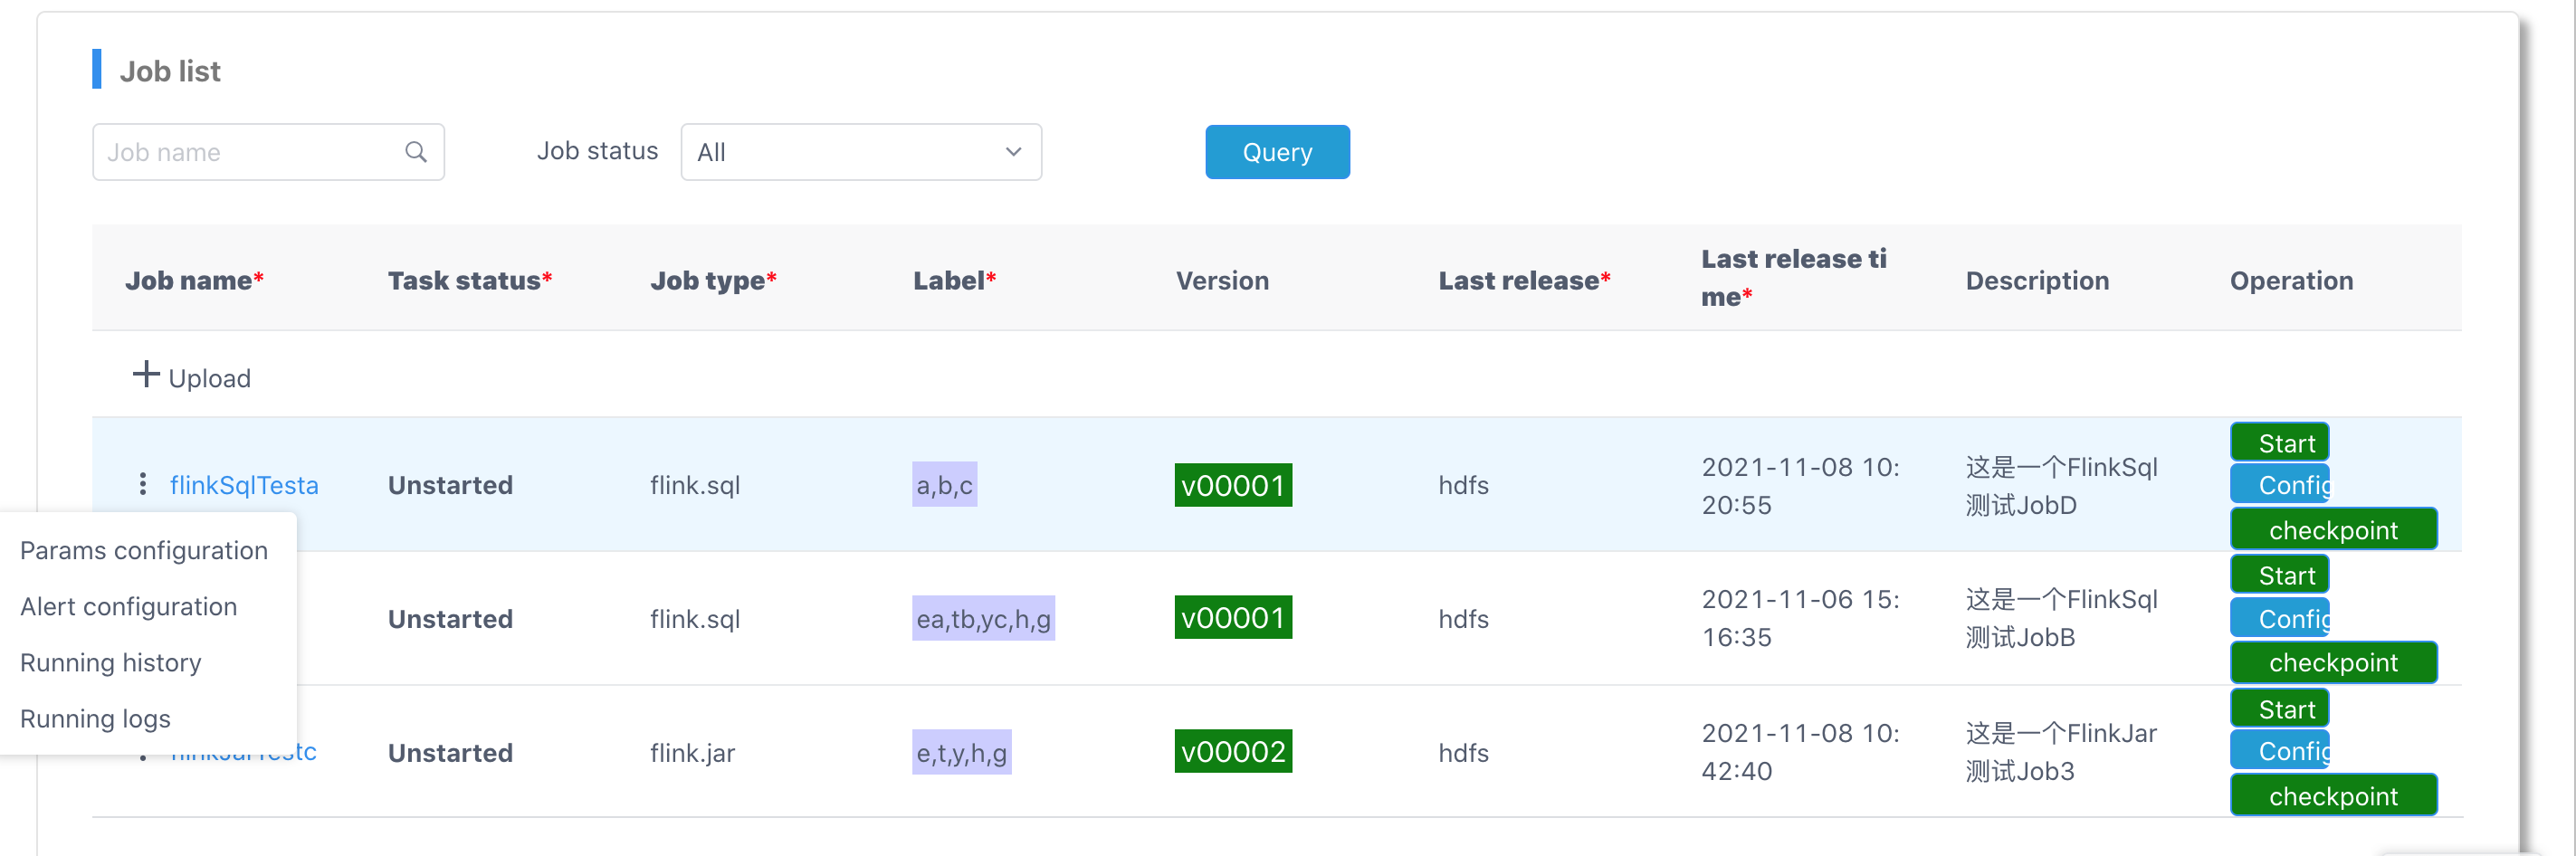 Job list
Job name
Job status
All
Query
Job name*
Task status*
Job type*
Label*
Version
Last release*
Last release ti
me*
Description
Operation
Upload
flinkSqlTesta
Unstarted
flink.sql
a,b,c
v00001
hdfs
2021-11-08 10:
20:55
这是一个FlinkSql
测试JobD
Start
Config
checkpoint
Params configuration
Alert configuration
Running history
Running logs
Unstarted
flink.sql
ea,tb,yc,h,g
v00001
hdfs
2021-11-06 15:
16:35
这是一个FlinkSql
测试JobB
Start
Config
checkpoint
flinkJarTestc
Unstarted
flink.jar
e,t,y,h,g
v00002
hdfs
2021-11-08 10:
42:40
这是一个FlinkJar
测试Job3
Start
Config
checkpoint